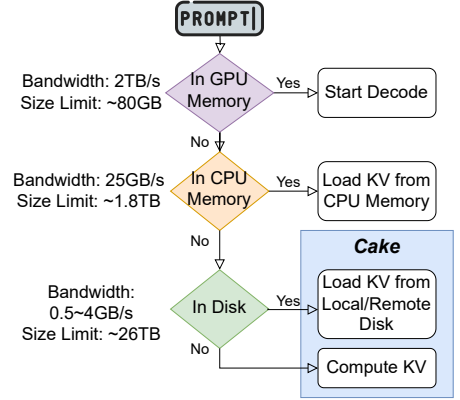 PROMPT|
Bandwidth: 2TB/s
Size Limit: ~80GB
In GPU
Memory
Yes
Start Decode
No
Bandwidth: 25GB/s
Size Limit: ~1.8TB
In CPU
Memory
Yes
Load KV from
CPU Memory
No
Cake
Bandwidth:
0.5~4GB/s
Size Limit: ~26TB
In Disk
Yes
Load KV from
Local/Remote
Disk
No
Compute KV